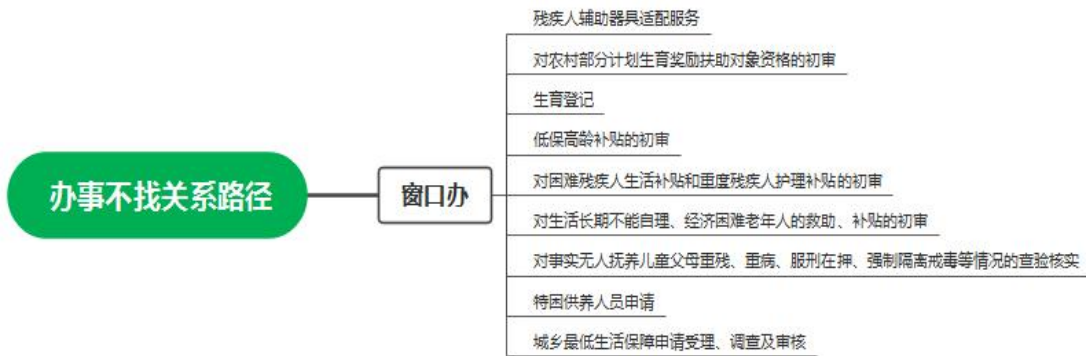 残疾人辅助器具适配服务
对农村部分计划生育奖励扶助对象资格的初审
生育登记
低保高龄补贴的初审
办事不找关系路径
窗口办
对困难残疾人生活补贴和重度残疾人护理补贴的初审
对生活长期不能自理、经济困难老年人的救助、补贴的初审
对事实无人抚养儿童父母重残、重病、服刑在押、强制隔离戒毒等情况的查验核实
特困供养人员申请
城乡最低生活保障申请受理、调查及审核